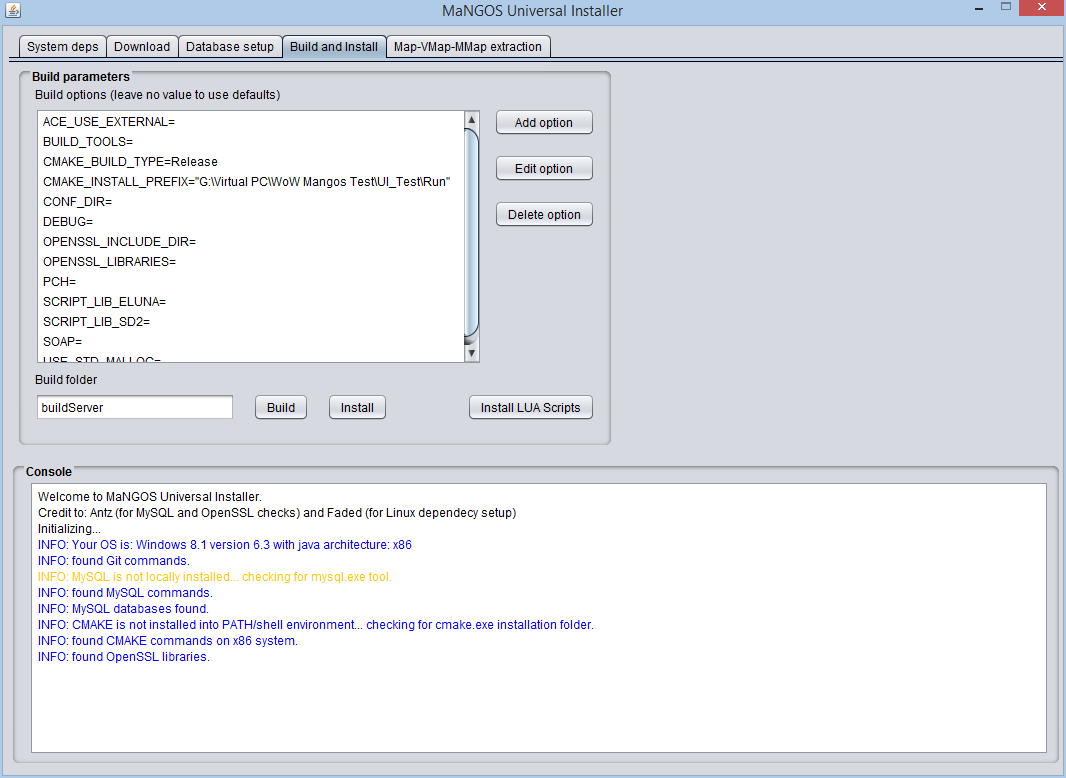 MaNGOS Universal Installer
System deps Download Database setup Build and Install Map-VMap-MMap extraction
Build parameters
Build options (leave no value to use defaults)
ACE_USE_EXTERNAL=
BUILD_TOOLS=
CMAKE_BUILD_TYPE=Release
CMAKE_INSTALL_PREFIX="G:\Virtual PC\WoW Mangos Test\UI_Test\Run"
CONF_DIR=
DEBUG=
OPENSSL_INCLUDE_DIR=
OPENSSL_LIBRARIES=
PCH=
SCRIPT_LIB_ELUNA=
SCRIPT_LIB_SD2=
SOAP=
USE_STD_MALLOC=
Add option
Edit option
Delete option
Build folder
buildServer Build Install Install LUA Scripts
Console
Welcome to MaNGOS Universal Installer.
Credit to: Antz (for MySQL and OpenSSL checks) and Faded (for Linux dependecy setup)
Initializing...
INFO: Your OS is: Windows 8.1 version 6.3 with java architecture: x86
INFO: found Git commands.
INFO: MySQL is not locally installed... checking for mysql.exe tool.
INFO: found MySQL commands.
INFO: MySQL databases found.
INFO: CMAKE is not installed into PATH/shell environment... checking for cmake.exe installation folder.
INFO: found CMAKE commands on x86 system.
INFO: found OpenSSL libraries.